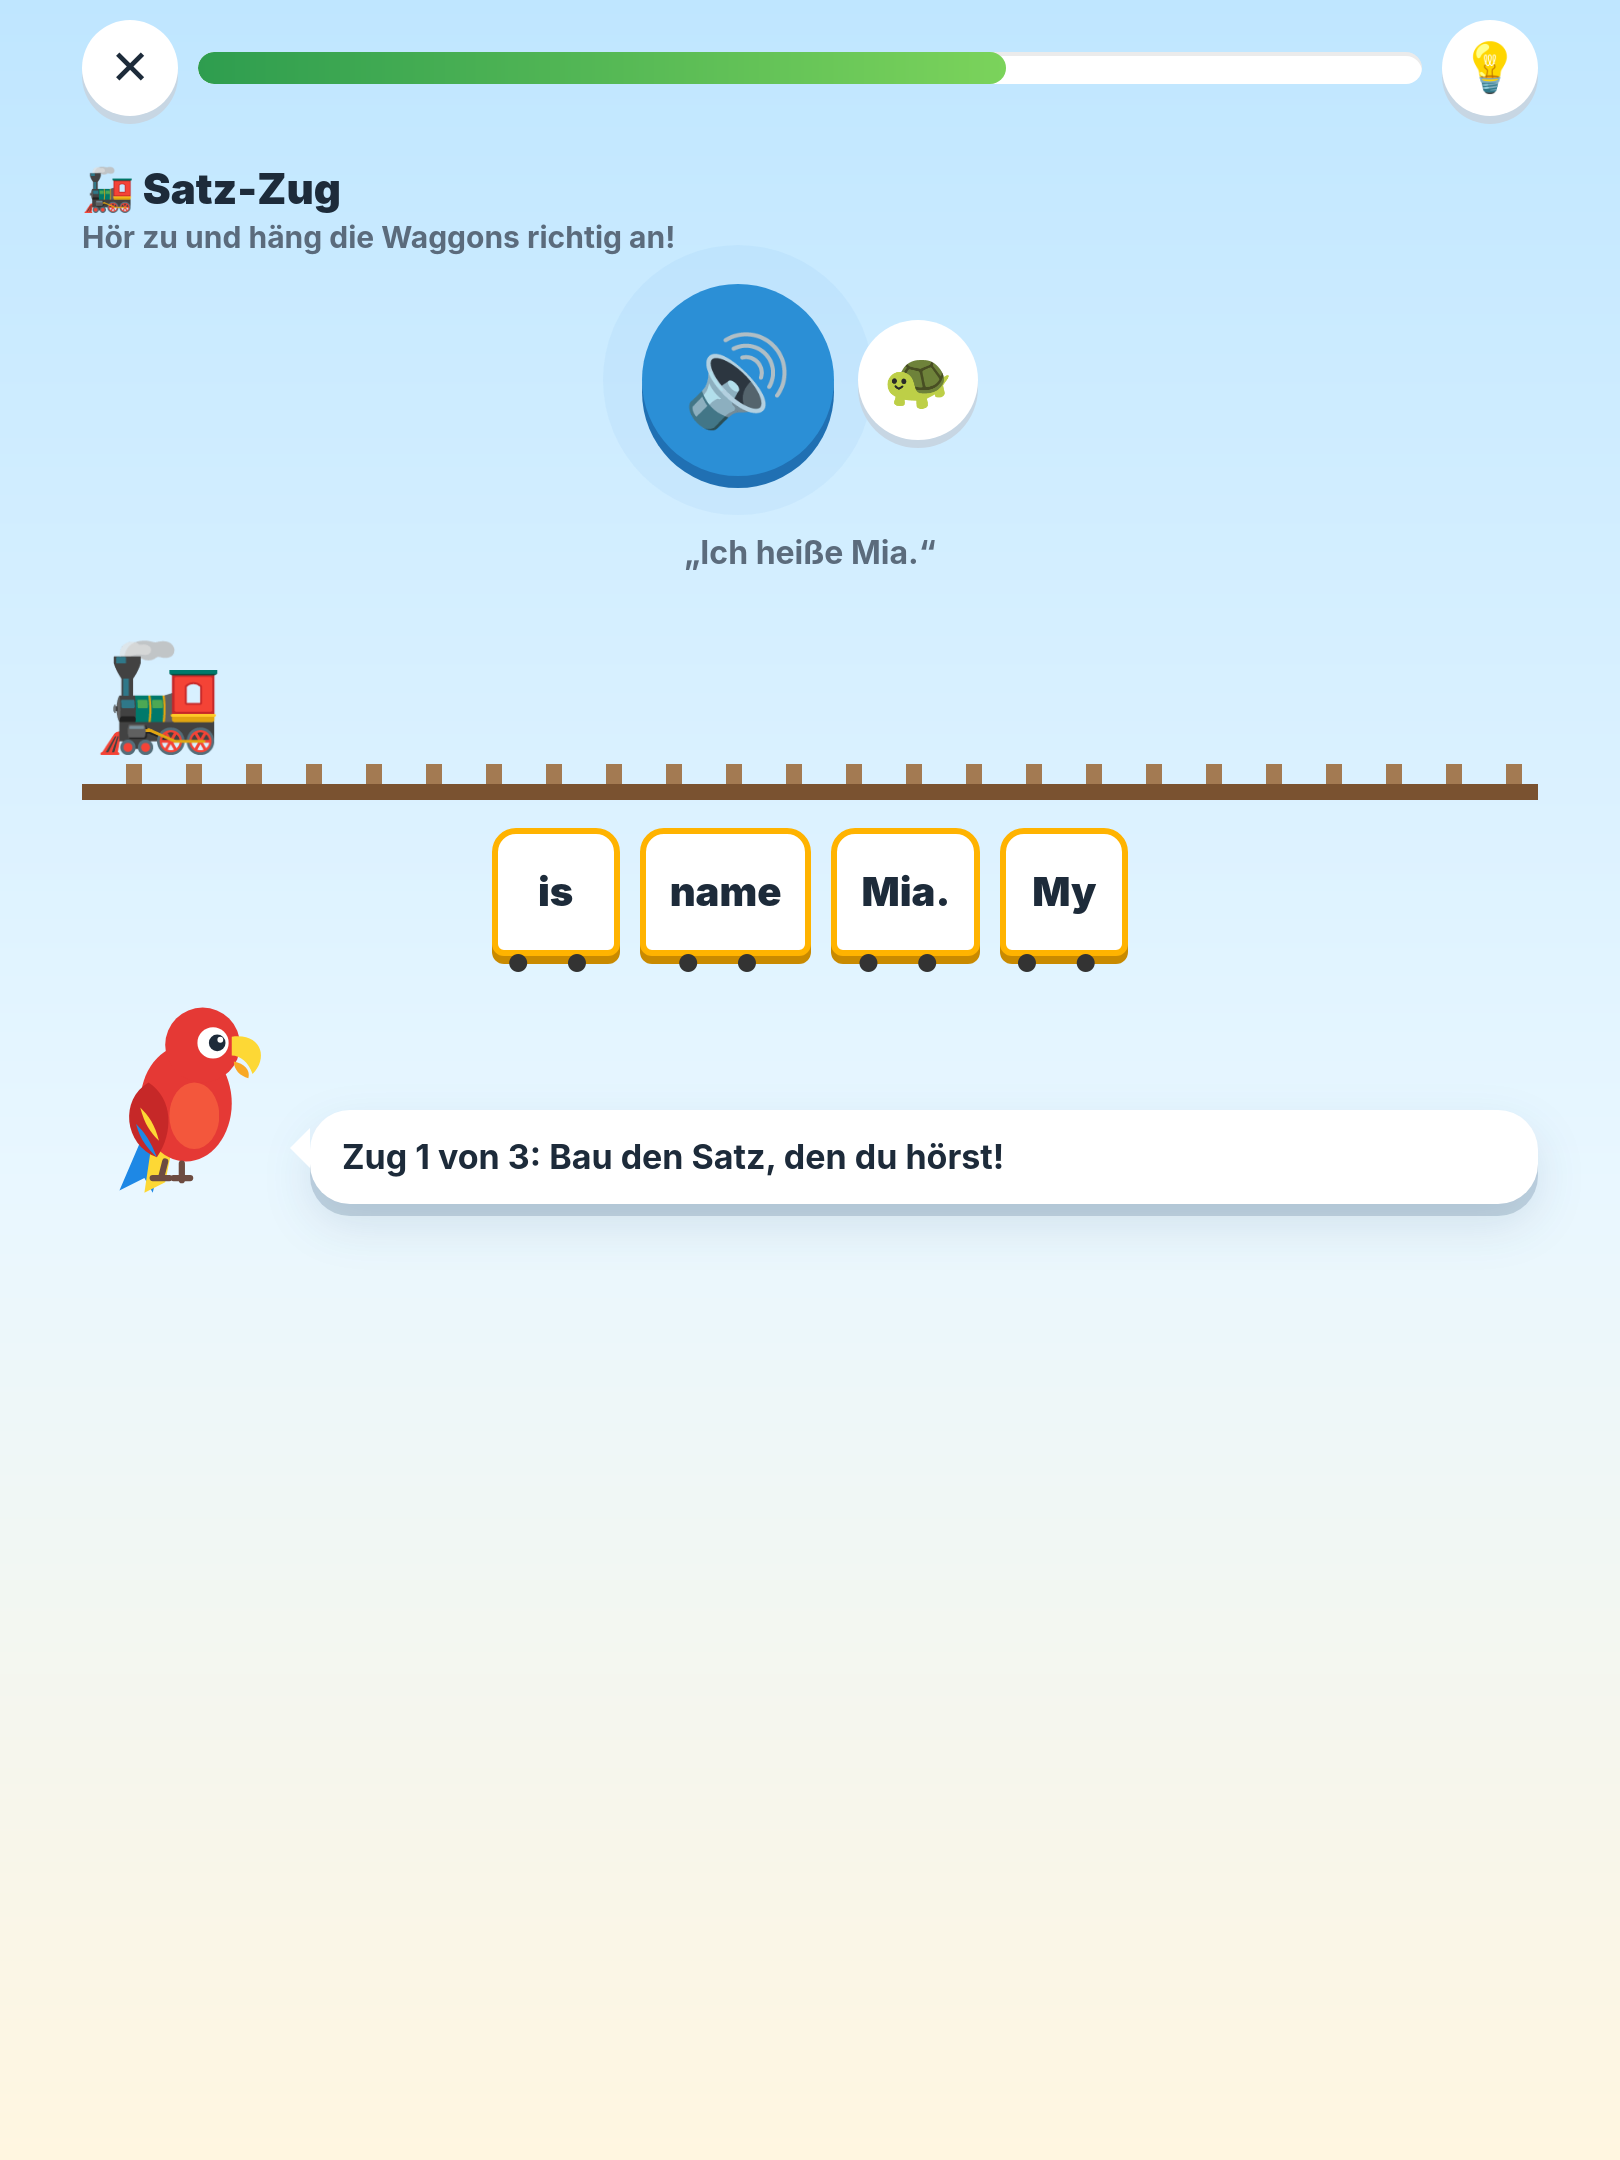 Satz-Zug
Hör zu und häng die Waggons richtig an!
„Ich heiße Mia.“
is name Mia. My
Zug 1 von 3: Bau den Satz, den du hörst!